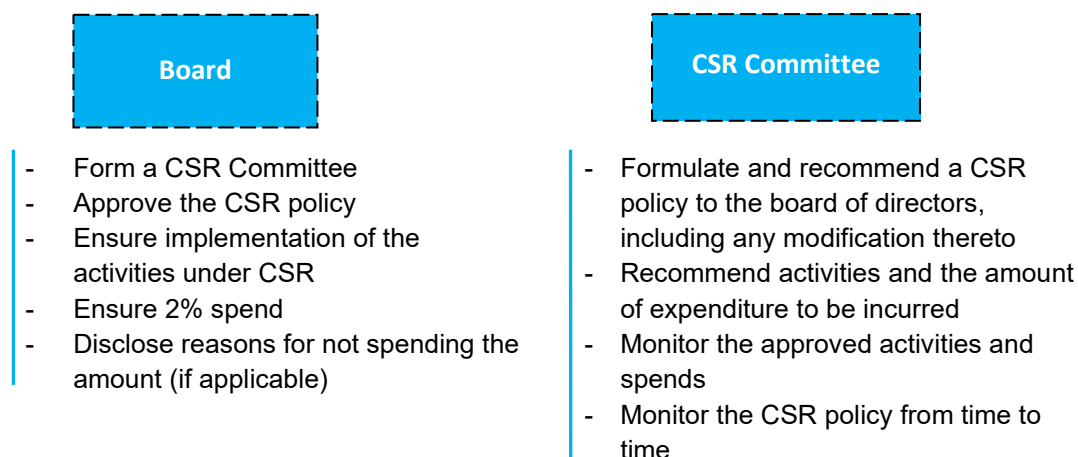 Board
- Form a CSR Committee
- Approve the CSR policy
- Ensure implementation of the
activities under CSR
- Ensure 2% spend
- Disclose reasons for not spending the
amount (if applicable)
CSR Committee
- Formulate and recommend a CSR
policy to the board of directors,
including any modification thereto
- Recommend activities and the amount
of expenditure to be incurred
- Monitor the approved activities and
spends
- Monitor the CSR policy from time to
time